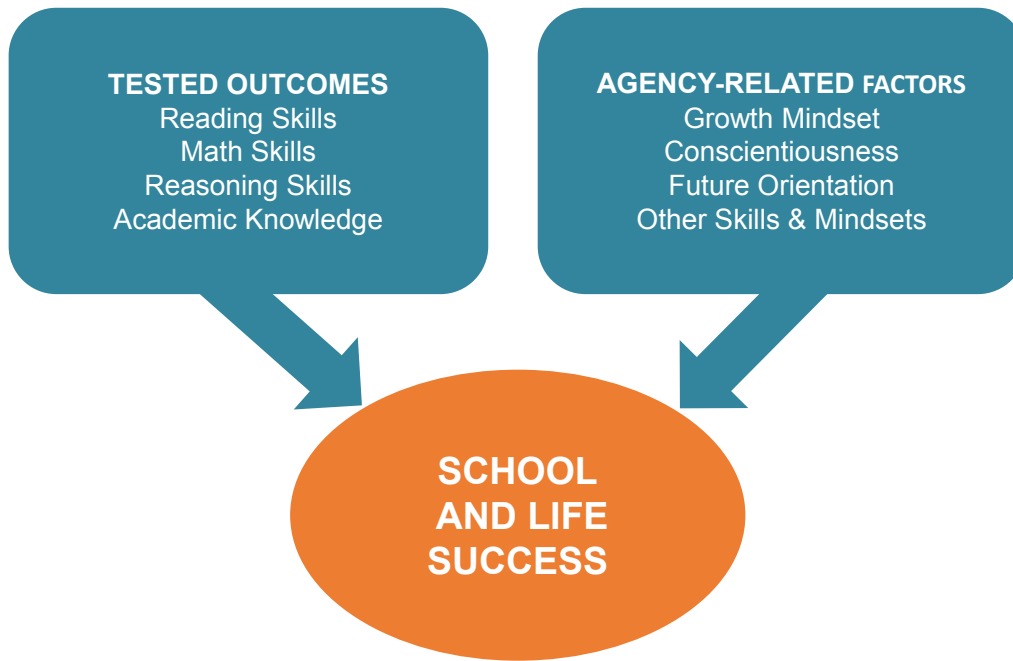 TESTED OUTCOMES
Reading Skills
Math Skills
Reasoning Skills
Academic Knowledge
AGENCY-RELATED FACTORS
Growth Mindset
Conscientiousness
Future Orientation
Other Skills & Mindsets
SCHOOL
AND LIFE
SUCCESS